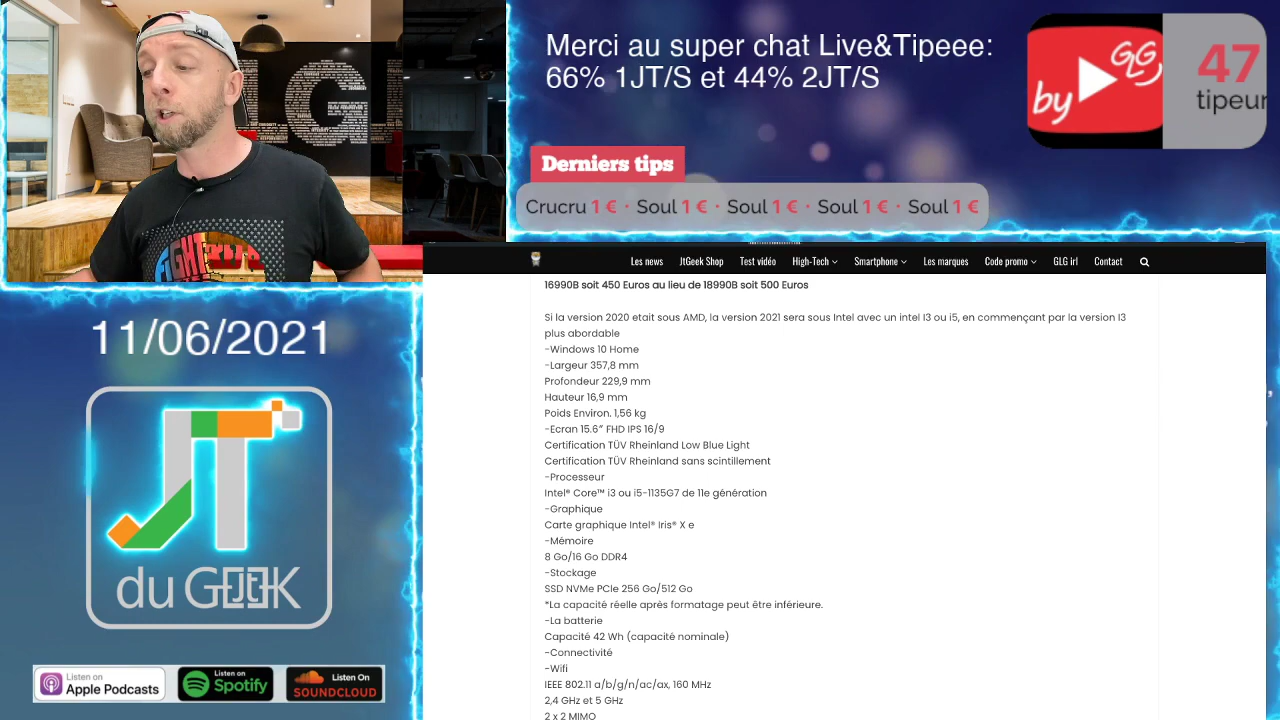 Merci au super chat Live&Tipeee:
66% 1JT/S et 44% 2JT/S
by GLG
47
tipeur
Derniers tips
Crucru 1 € · Soul 1 € · Soul 1 € · Soul 1 € · Soul 1 €
FIGHT
Les news JtGeek Shop Test vidéo High-Tech Smartphone Les marques Code promo GLG irl Contact
16990B soit 450 Euros au lieu de 18990B soit 500 Euros
Si la version 2020 etait sous AMD, la version 2021 sera sous Intel avec un intel I3 ou i5, en commençant par la version I3
plus abordable
-Windows 10 Home
-Largeur 357,8 mm
Profondeur 229,9 mm
Hauteur 16,9 mm
Poids Environ. 1,56 kg
-Ecran 15.6″ FHD IPS 16/9
Certification TÜV Rheinland Low Blue Light
Certification TÜV Rheinland sans scintillement
-Processeur
Intel® Core™ i3 ou i5-1135G7 de 11e génération
-Graphique
Carte graphique Intel® Iris® X e
-Mémoire
8 Go/16 Go DDR4
-Stockage
SSD NVMe PCIe 256 Go/512 Go
*La capacité réelle après formatage peut être inférieure.
-La batterie
Capacité 42 Wh (capacité nominale)
-Connectivité
-Wifi
IEEE 802.11 a/b/g/n/ac/ax, 160 MHz
2,4 GHz et 5 GHz
2 x 2 MIMO
11/06/2021
JT
du GEEK
Listen on
Apple Podcasts
Listen on
Spotify
Listen On
SOUNDCLOUD